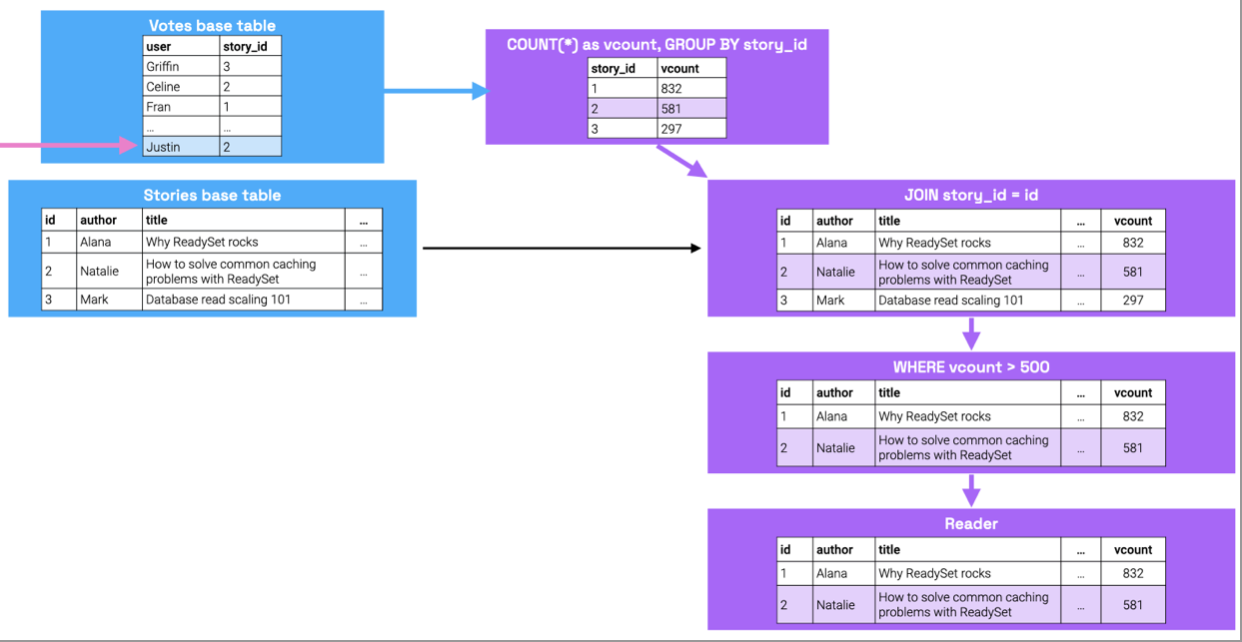 Votes base table
user story_id
Griffin 3
Celine 2
Fran 1
... ...
Justin 2
COUNT(*) as vcount, GROUP BY story_id
story_id vcount
1 832
2 581
3 297
Stories base table
id author title ...
1 Alana Why ReadySet rocks ...
2 Natalie How to solve common caching
problems with ReadySet ...
3 Mark Database read scaling 101 ...
JOIN story_id = id
id author title ... vcount
1 Alana Why ReadySet rocks ... 832
2 Natalie How to solve common caching
problems with ReadySet ... 581
3 Mark Database read scaling 101 ... 297
WHERE vcount > 500
id author title ... vcount
1 Alana Why ReadySet rocks ... 832
2 Natalie How to solve common caching
problems with ReadySet ... 581
Reader
id author title ... vcount
1 Alana Why ReadySet rocks ... 832
2 Natalie How to solve common caching
problems with ReadySet ... 581